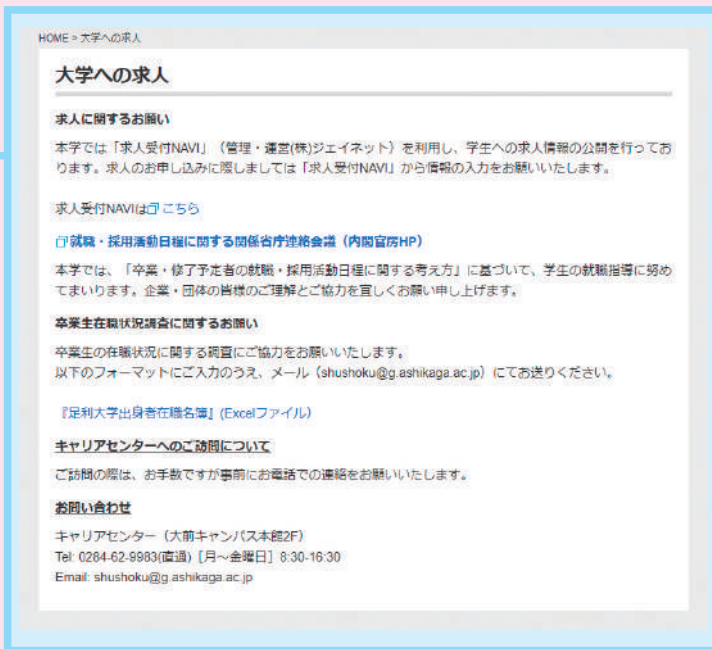 HOME > 大学への求人
大学への求人
求人に関するお願い
本学では「求人受付NAVI」（管理・運営(株)ジェイネット）を利用し、学生への求人情報の公開を行ってお
ります。求人のお申し込みに際しましては「求人受付NAVI」から情報の入力をお願いいたします。
求人受付NAVIは こちら
就職・採用活動日程に関する関係省庁連絡会議（内閣官房HP）
本学では、「卒業・修了予定者の就職・採用活動日程に関する考え方」に基づいて、学生の就職指導に努め
てまいります。企業・団体の皆様のご理解とご協力を宜しくお願い申し上げます。
卒業生在職状況調査に関するお願い
卒業生の在職状況に関する調査にご協力をお願いいたします。
以下のフォーマットにご入力のうえ、メール（shushoku@g.ashikaga.ac.jp）にてお送りください。
『足利大学出身者在職名簿』(Excelファイル）
キャリアセンターへのご訪問について
ご訪問の際は、お手数ですが事前にお電話での連絡をお願いいたします。
お問い合わせ
キャリアセンター（大前キャンパス本館2F）
Tel: 0284-62-9983(直通)［月～金曜日］8:30-16:30
Email: shushoku@g.ashikaga.ac.jp